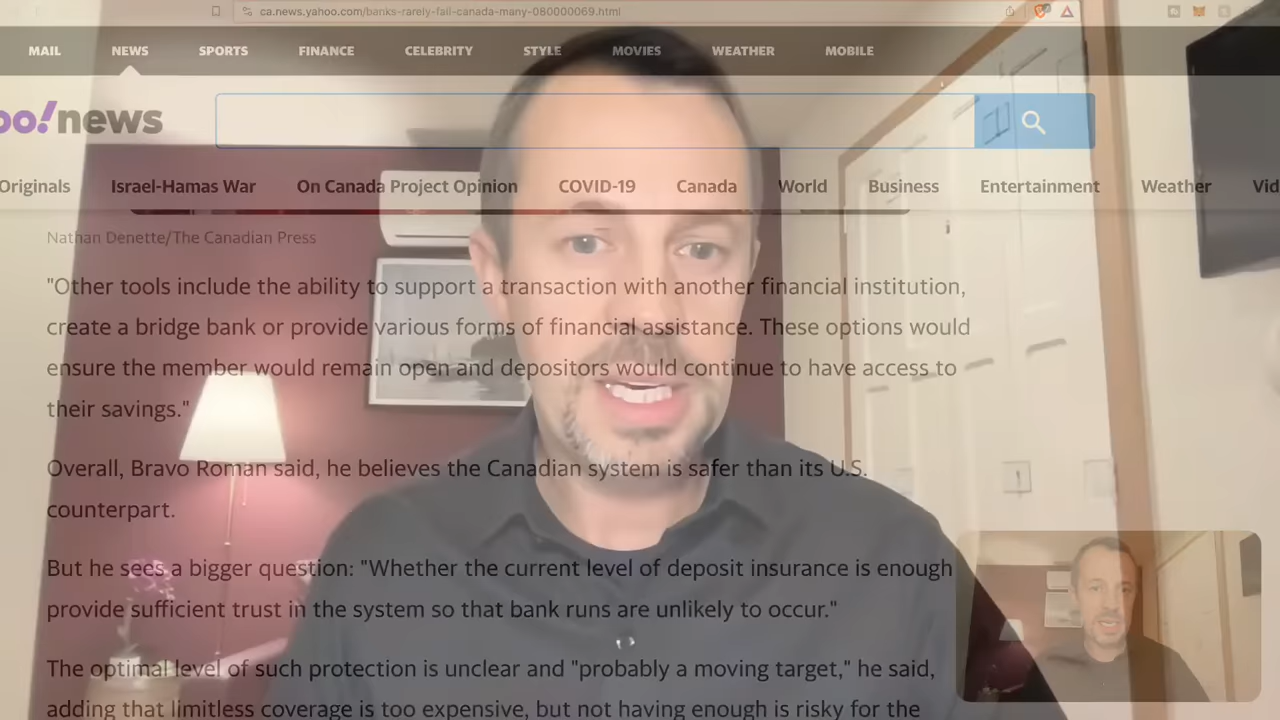 ca.news.yahoo.com/banks-rarely-fail-canada-many-080000069.html
MAIL NEWS SPORTS FINANCE CELEBRITY STYLE MOVIES WEATHER MOBILE
oo!news
Originals Israel-Hamas War On Canada Project Opinion COVID-19 Canada World Business Entertainment Weather Vid
Nathan Denette/The Canadian Press
"Other tools include the ability to support a transaction with another financial institution,
create a bridge bank or provide various forms of financial assistance. These options would
ensure the member would remain open and depositors would continue to have access to
their savings."
Overall, Bravo Roman said, he believes the Canadian system is safer than its U.S.
counterpart.
But he sees a bigger question: "Whether the current level of deposit insurance is enough
provide sufficient trust in the system so that bank runs are unlikely to occur."
The optimal level of such protection is unclear and "probably a moving target," he said,
adding that limitless coverage is too expensive, but not having enough is risky for the